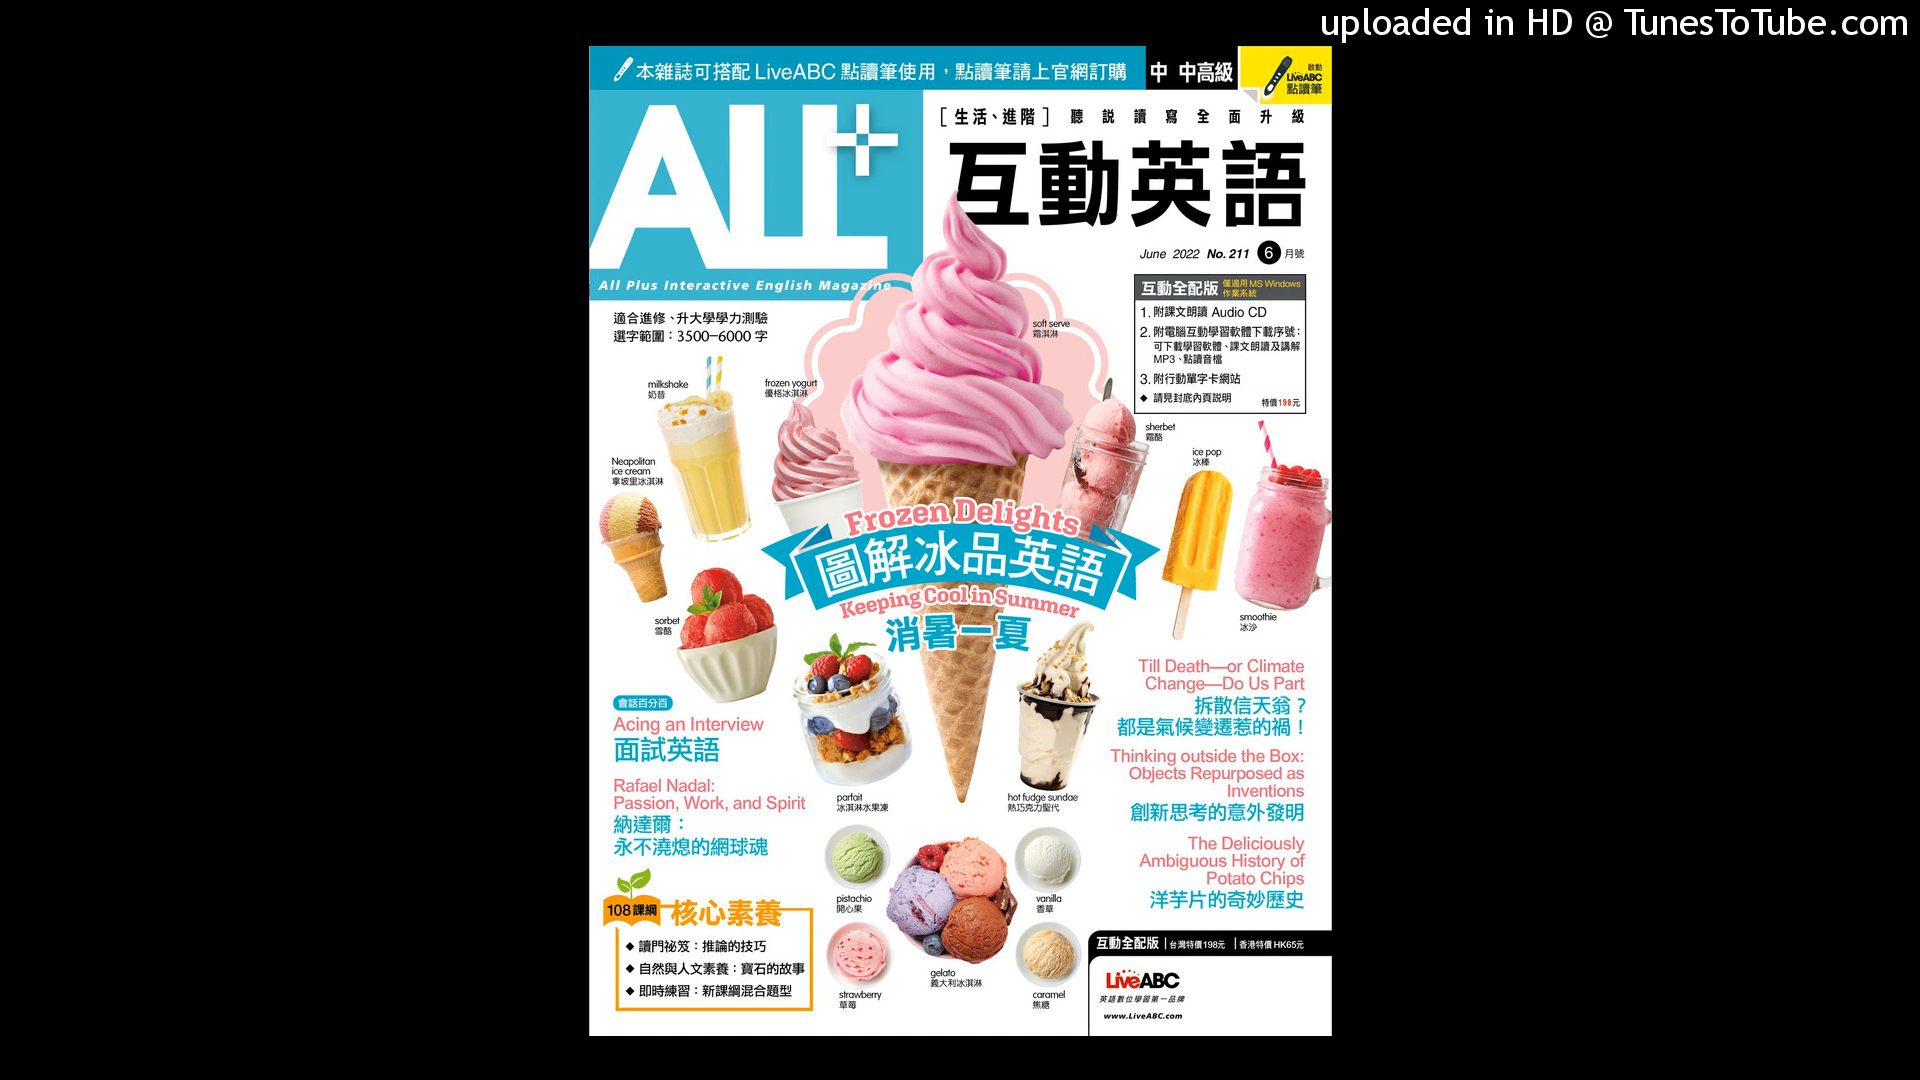 uploaded in HD @ TunesToTube.com
本雜誌可搭配 LiveABC 點讀筆使用，點讀筆請上官網訂購
中 中高級
啟動
LiveABC
點讀筆
ALL+
All Plus Interactive English Magazine
［生活、進階］ 聽說讀寫全面升級
互動英語
June 2022 No. 211 6 月號
適合進修、升大學學力測驗
選字範圍：3500–6000 字
互動全配版 僅適用 MS Windows
作業系統
1. 附課文朗讀 Audio CD
2. 附電腦互動學習軟體下載序號：
可下載學習軟體、課文朗讀及講解
MP3、點讀音檔
3. 附行動單字卡網站
◆ 請見封底內頁說明 特價198元
soft serve
霜淇淋
milkshake
奶昔
frozen yogurt
優格冰淇淋
sherbet
霜酪
ice pop
冰棒
Neapolitan
ice cream
拿坡里冰淇淋
Frozen Delights
圖解冰品英語
Keeping Cool in Summer
消暑一夏
sorbet
雪酪
smoothie
冰沙
會話百分百
Acing an Interview
面試英語
Rafael Nadal:
Passion, Work, and Spirit
納達爾：
永不澆熄的網球魂
parfait
冰淇淋水果凍
hot fudge sundae
熱巧克力聖代
Till Death—or Climate
Change—Do Us Part
拆散信天翁？
都是氣候變遷惹的禍！
Thinking outside the Box:
Objects Repurposed as
Inventions
創新思考的意外發明
The Deliciously
Ambiguous History of
Potato Chips
洋芋片的奇妙歷史
108課綱 核心素養
◆ 讀門祕笈：推論的技巧
◆ 自然與人文素養：寶石的故事
◆ 即時練習：新課綱混合題型
pistachio
開心果
vanilla
香草
strawberry
草莓
gelato
義大利冰淇淋
caramel
焦糖
互動全配版｜台灣特價198元｜香港特價 HK65元
LiveABC
英語數位學習第一品牌
www.LiveABC.com